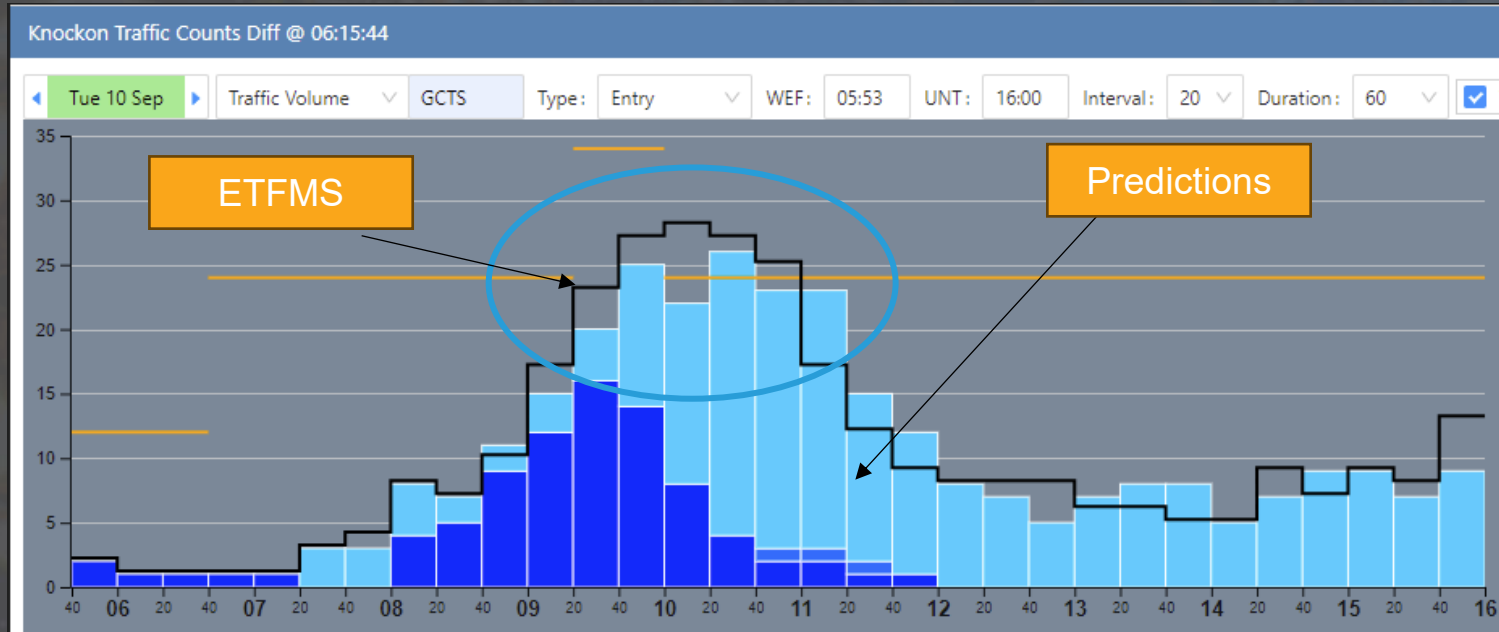 Knockon Traffic Counts Diff @ 06:15:44
Tue 10 Sep Traffic Volume GCTS Type: Entry WEF: 05:53 UNT: 16:00 Interval: 20 Duration: 60
35
ETFMS
Predictions
30
25
20
15
10
5
0
40 06 20 40 07 20 40 08 20 40 09 20 40 10 20 40 11 20 40 12 20 40 13 20 40 14 20 40 15 20 40 16